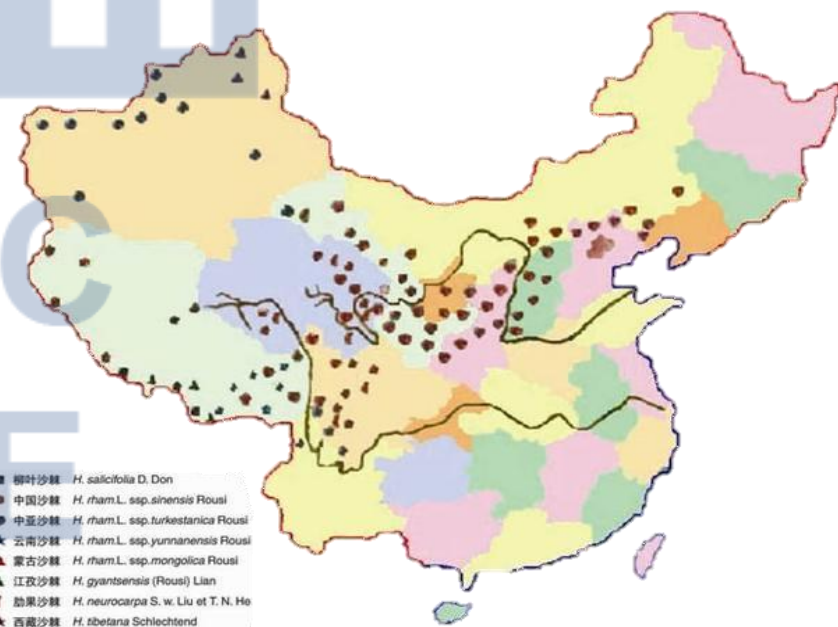 柳叶沙棘 H. salicifolia D. Don
中国沙棘 H. rham.L. ssp.sinensis Rousi
中亚沙棘 H. rham.L. ssp.turkestanica Rousi
云南沙棘 H. rham.L. ssp.yunnanensis Rousi
蒙古沙棘 H. rham.L. ssp.mongolica Rousi
江孜沙棘 H. gyantsensis (Rousi) Lian
肋果沙棘 H. neurocarpa S. w. Liu et T. N. He
西藏沙棘 H. tibetana Schlechtend
E
C
E